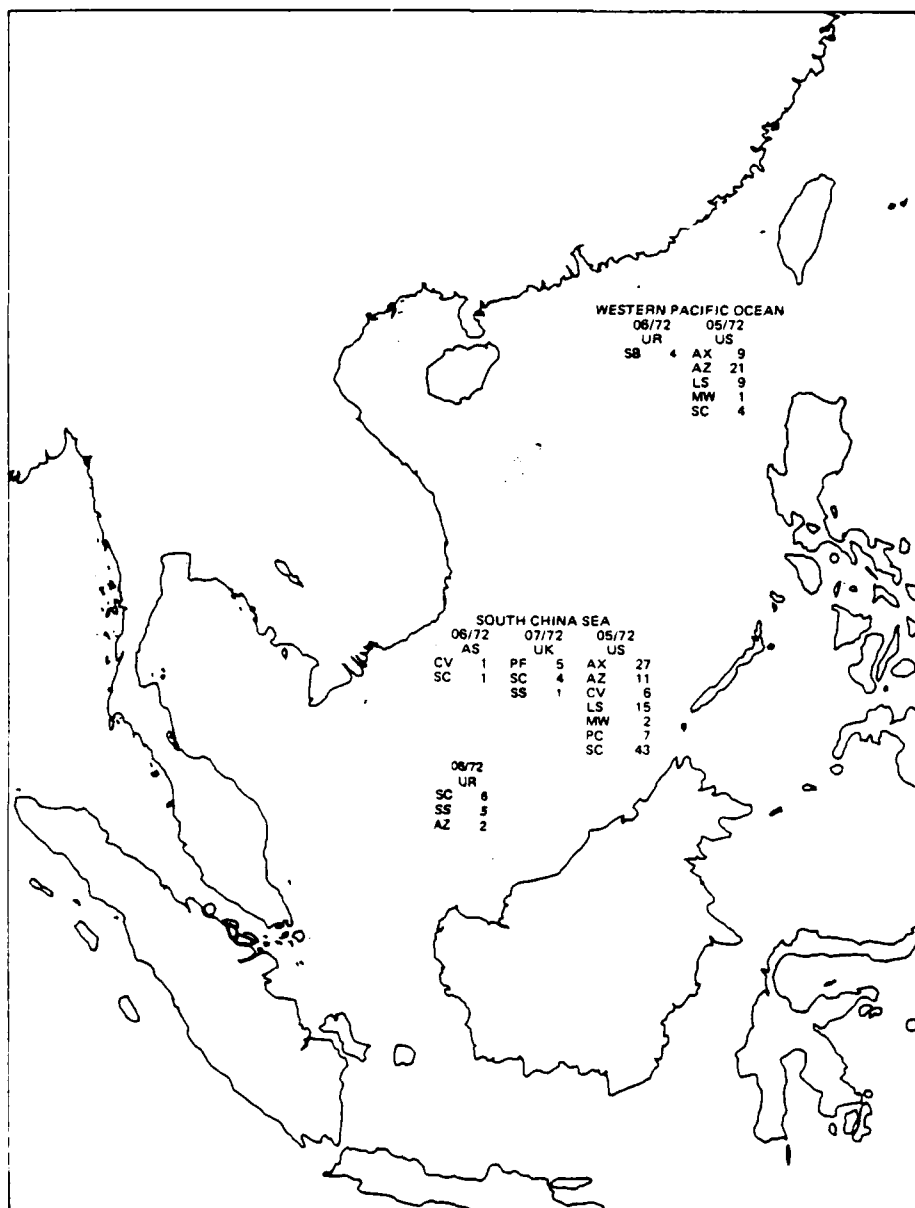 WESTERN PACIFIC OCEAN
06/72 05/72
UR US
SB 4 AX 9
AZ 21
LS 9
MW 1
SC 4
SOUTH CHINA SEA
06/72 07/72 05/72
AS UK US
CV 1 PF 5 AX 27
SC 1 SC 4 AZ 11
SS 1 CV 6
LS 15
MW 2
PC 7
SC 43
06/72
UR
SC 6
SS 5
AZ 2